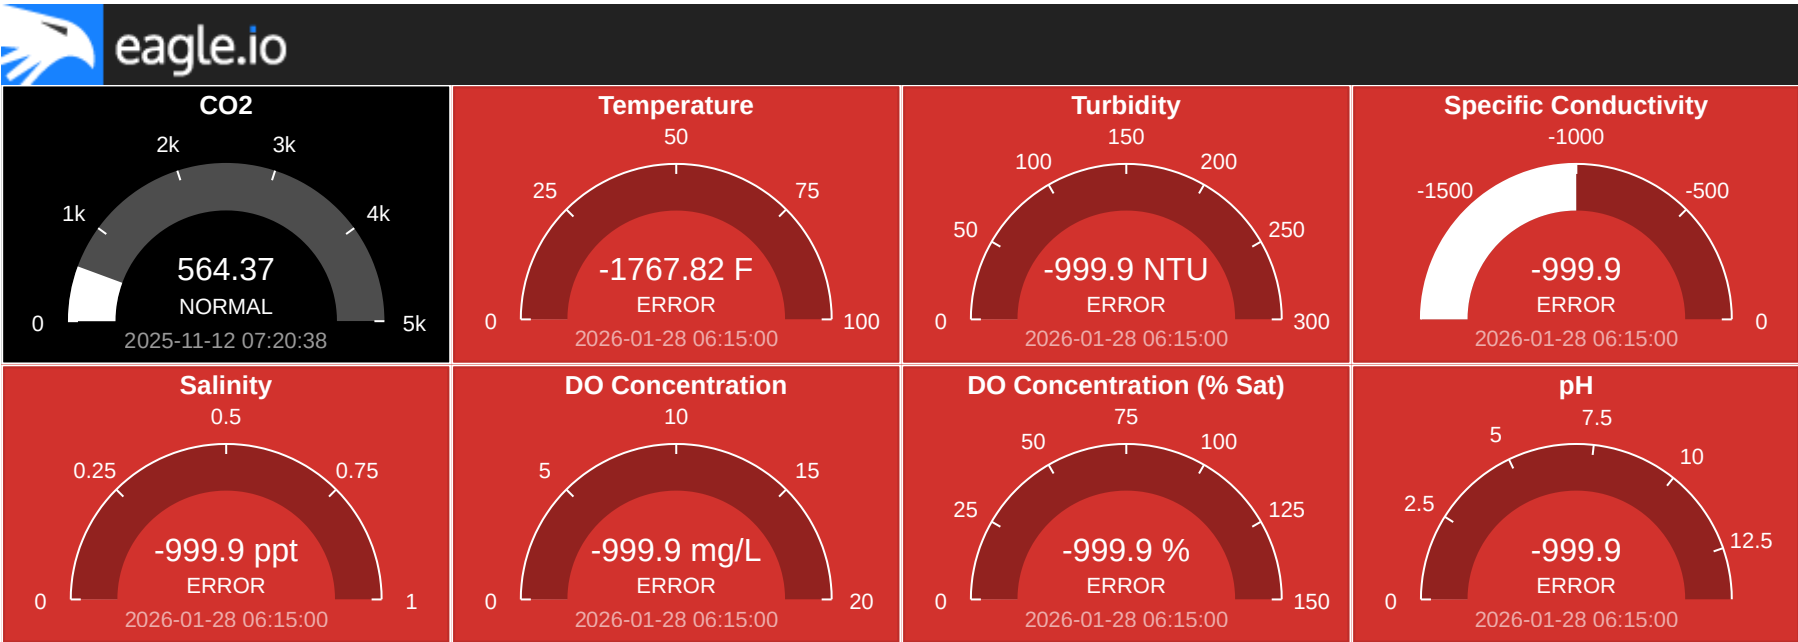 eagle.io
CO2
2k
3k
1k
4k
564.37
NORMAL
0
5k
2025-11-12 07:20:38
Temperature
50
25
75
-1767.82 F
ERROR
0
100
2026-01-28 06:15:00
Turbidity
150
100
200
50
250
-999.9 NTU
ERROR
0
300
2026-01-28 06:15:00
Specific Conductivity
-1000
-1500
-500
-999.9
ERROR
0
2026-01-28 06:15:00
Salinity
0.5
0.25
0.75
-999.9 ppt
ERROR
0
1
2026-01-28 06:15:00
DO Concentration
10
5
15
-999.9 mg/L
ERROR
0
20
2026-01-28 06:15:00
DO Concentration (% Sat)
75
50
100
25
125
-999.9 %
ERROR
0
150
2026-01-28 06:15:00
pH
7.5
5
10
2.5
12.5
-999.9
ERROR
0
2026-01-28 06:15:00